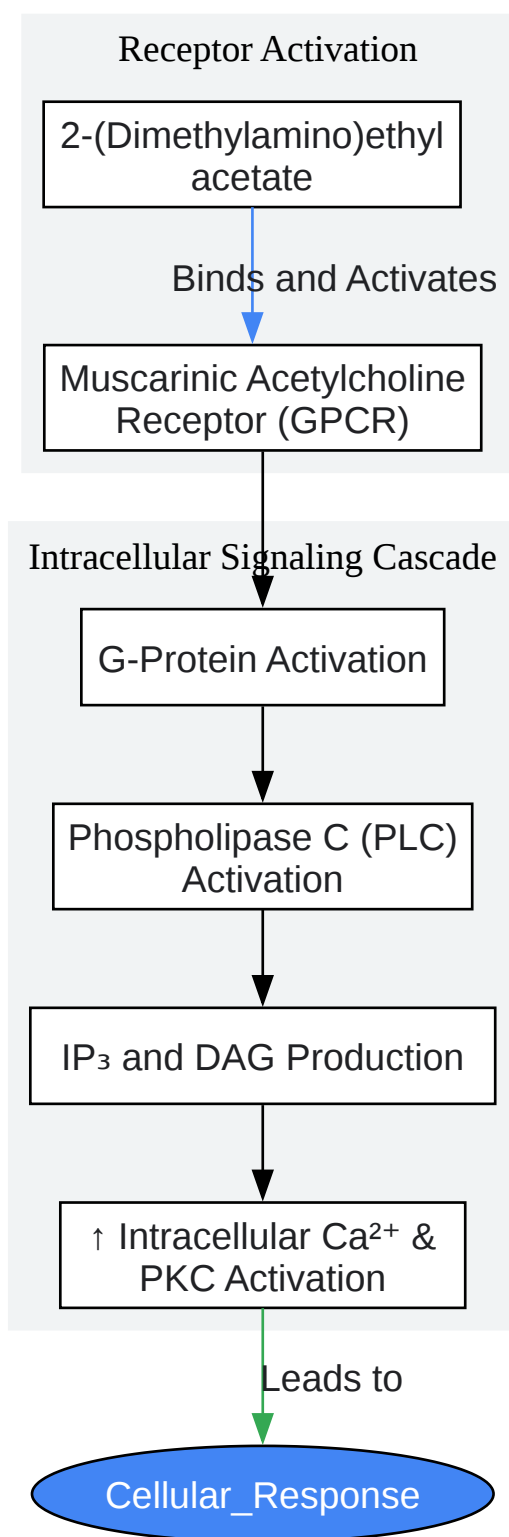 Receptor Activation
2-(Dimethylamino)ethyl
acetate
Binds and Activates
Muscarinic Acetylcholine
Receptor (GPCR)
Intracellular Signaling Cascade
G-Protein Activation
Phospholipase C (PLC)
Activation
IP₃ and DAG Production
↑ Intracellular Ca²⁺ &
PKC Activation
Leads to
Cellular_Response